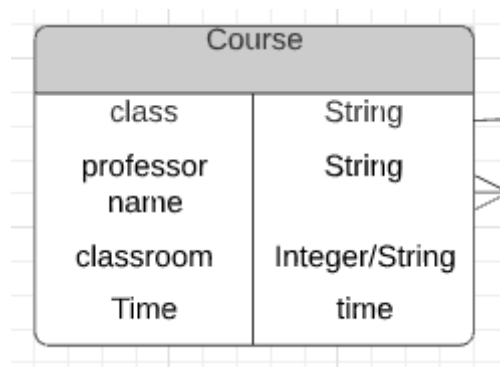 Course
class String
professor name String
classroom Integer/String
Time time